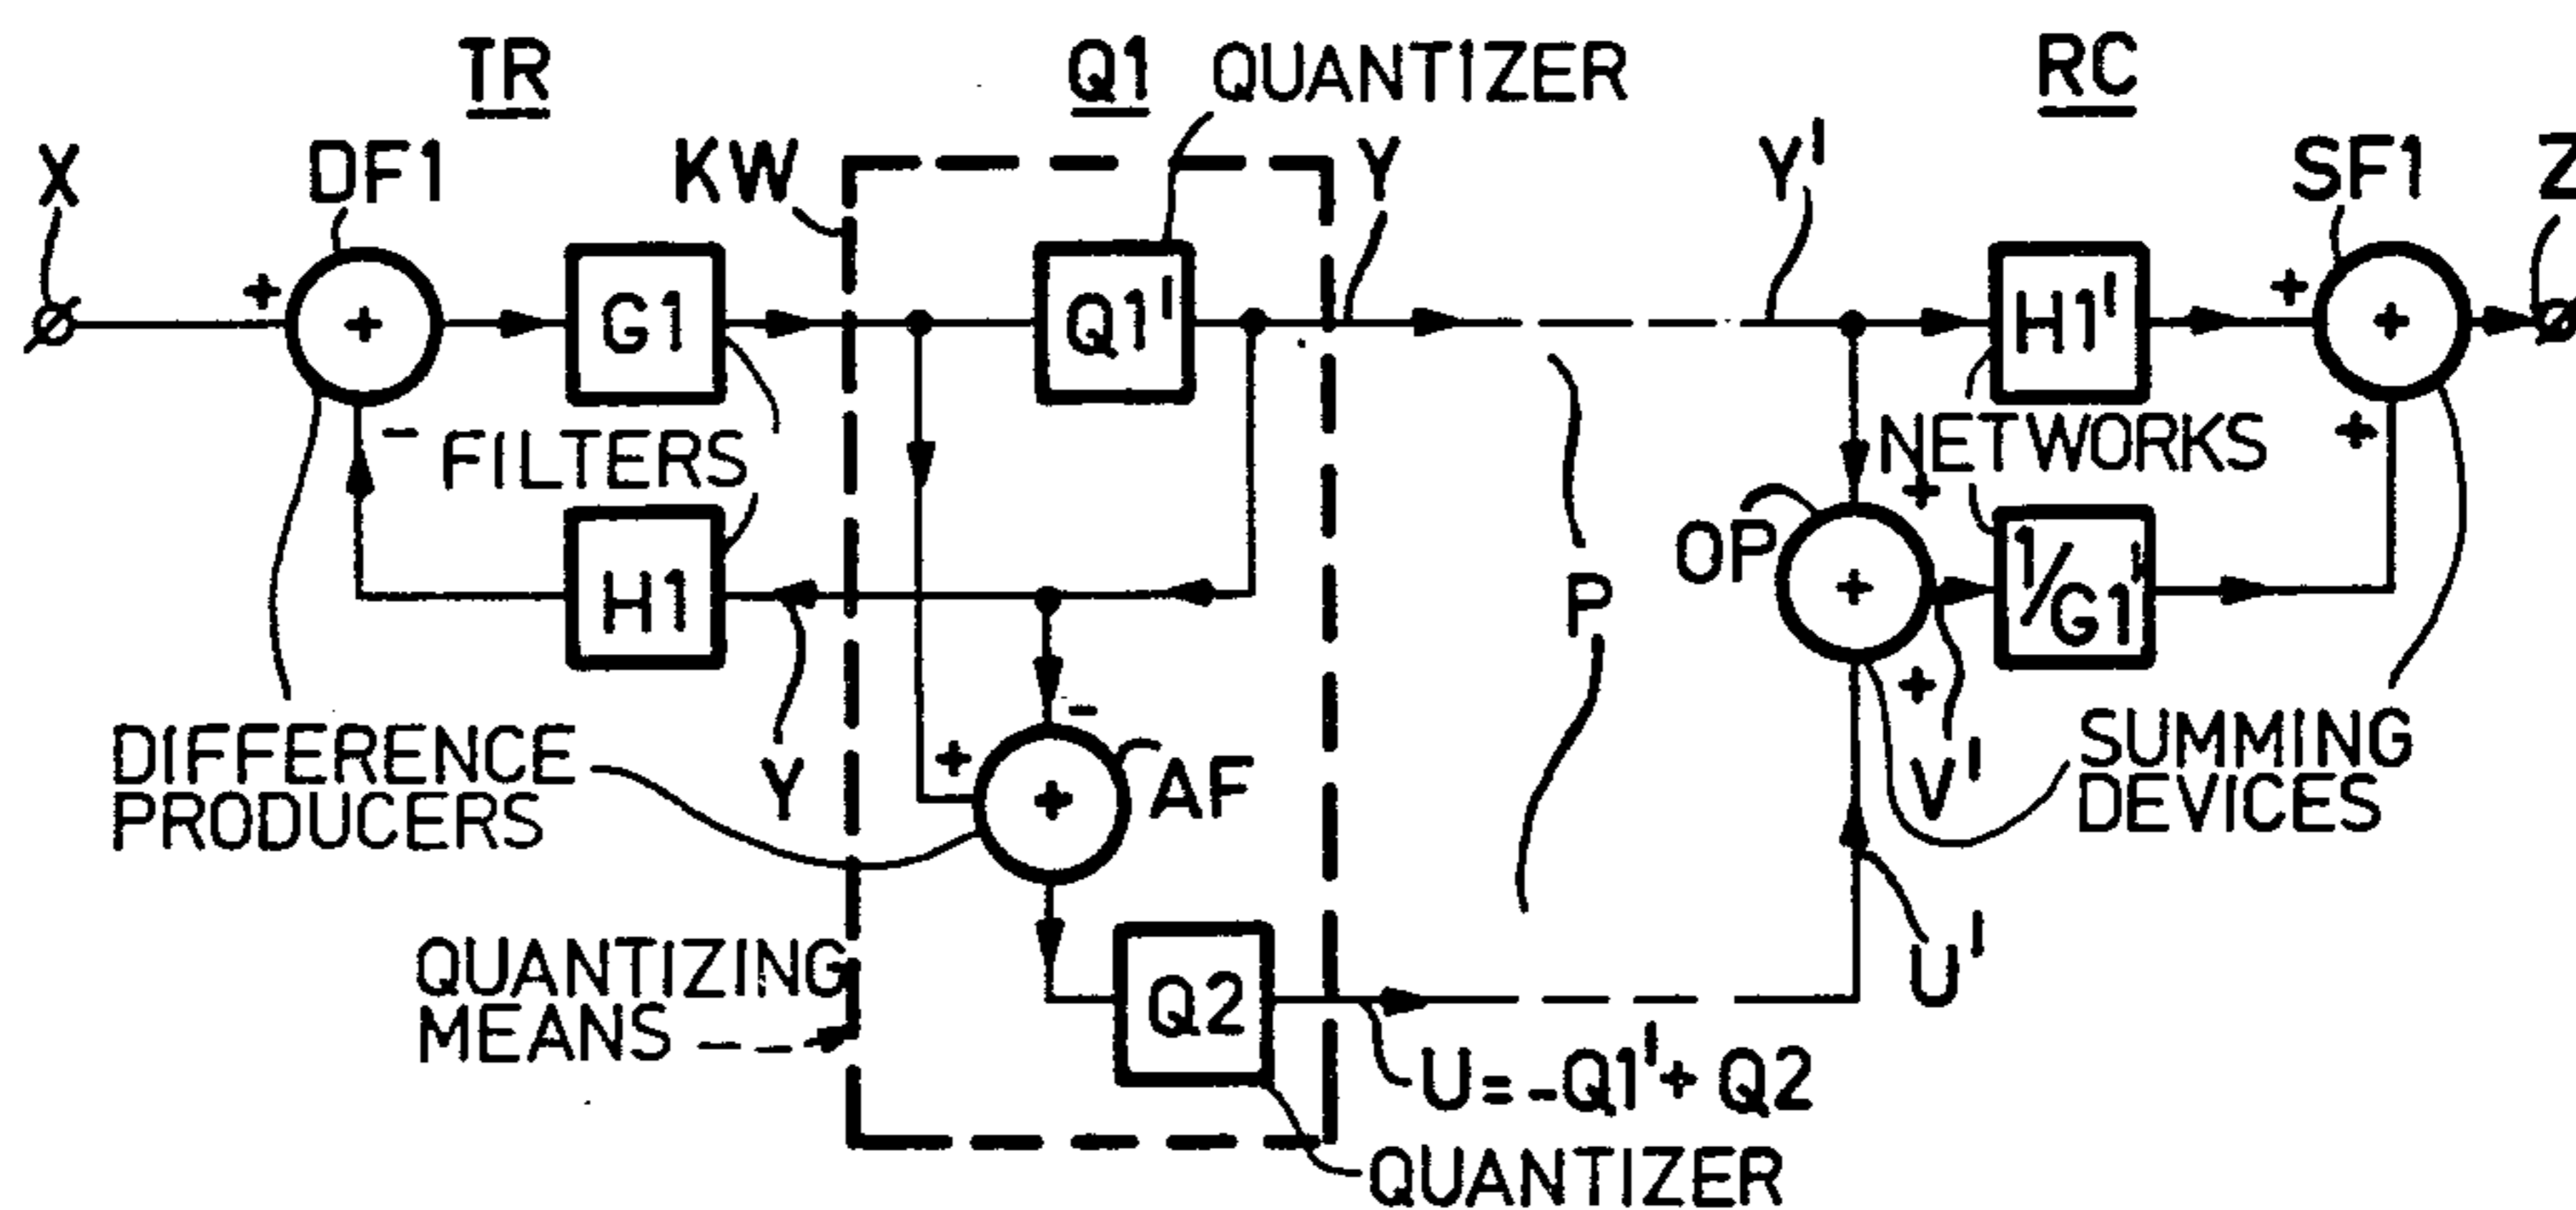 TR
Q1
QUANTIZER
RC
X
DF1
KW
Y
Y'
SF1
Z
+
+
G1
Q1'
H1'
+
+
-
FILTERS
NETWORKS
+
H1
OP
+
+
1/G1'
P
+
DIFFERENCE
PRODUCERS
Y
-
+
+
AF
V'
SUMMING
DEVICES
QUANTIZING
MEANS
Q2
U'
U=-Q1'+Q2
QUANTIZER